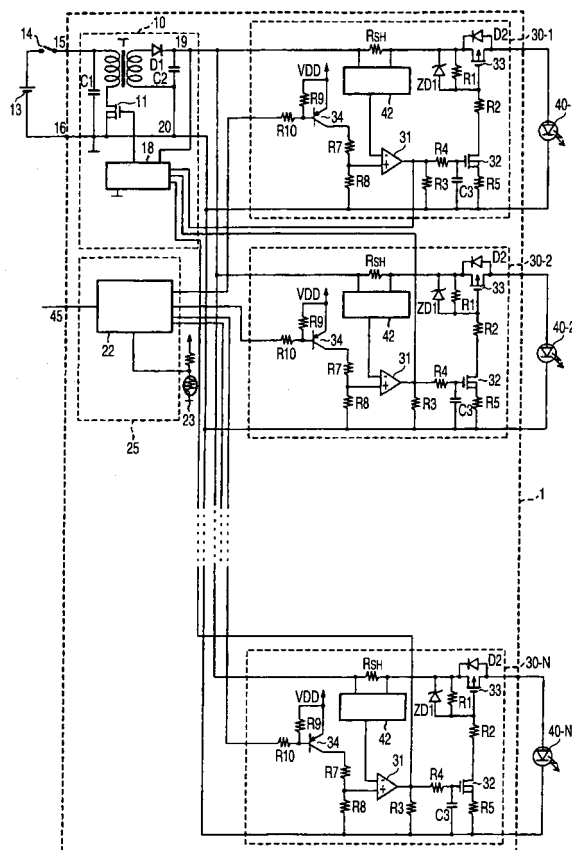 10
14
15
D1
19
C1
C2
11
13
16
20
18
45
22
23
25
RSH
D2
30-1
33
ZD1
R1
VDD
R9
42
34
R10
R7
R2
31
R4
32
R8
R3
C3
R5
40-
RSH
D2
30-2
33
ZD1
R1
VDD
R9
42
34
R10
R7
R2
31
R4
32
R8
R3
C3
R5
40-2
1
RSH
D2
30-N
33
ZD1
R1
VDD
R9
42
34
R10
R7
R2
31
R4
32
R8
R3
C3
R5
40-N